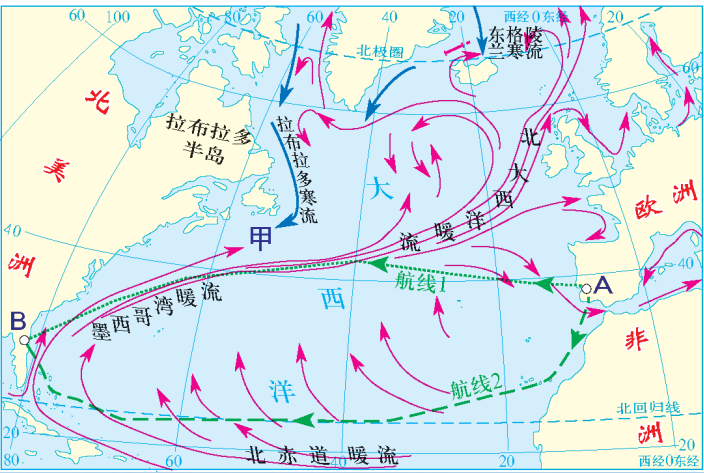 120
100
80
60
40
20
西经0东经
20
40
60
北极圈
东格陵
兰寒流
北美洲
拉布拉多
半岛
拉布拉多寒流
甲
大西洋
北大西洋暖流
欧洲
40
墨西哥湾暖流
航线1
A
40
B
非洲
航线2
北回归线
20
80
60
北赤道暖流
40
20
20
西经0东经
Ⅰ